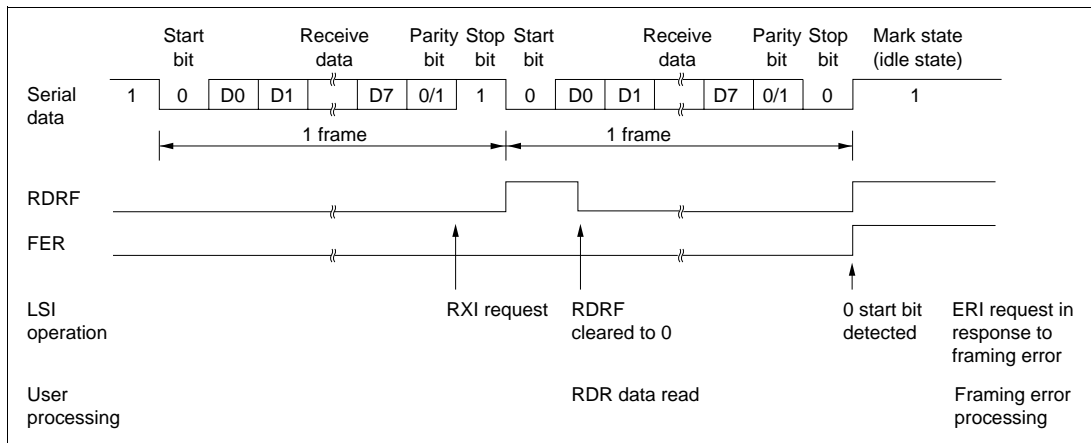 Start bit Receive data Parity bit Stop bit Start bit Receive data Parity bit Stop bit Mark state (idle state)
Serial data 1 0 D0 D1 D7 0/1 1 0 D0 D1 D7 0/1 0 1
1 frame 1 frame
RDRF
FER
LSI operation RXI request RDRF cleared to 0 0 start bit detected ERI request in response to framing error
User processing RDR data read Framing error processing